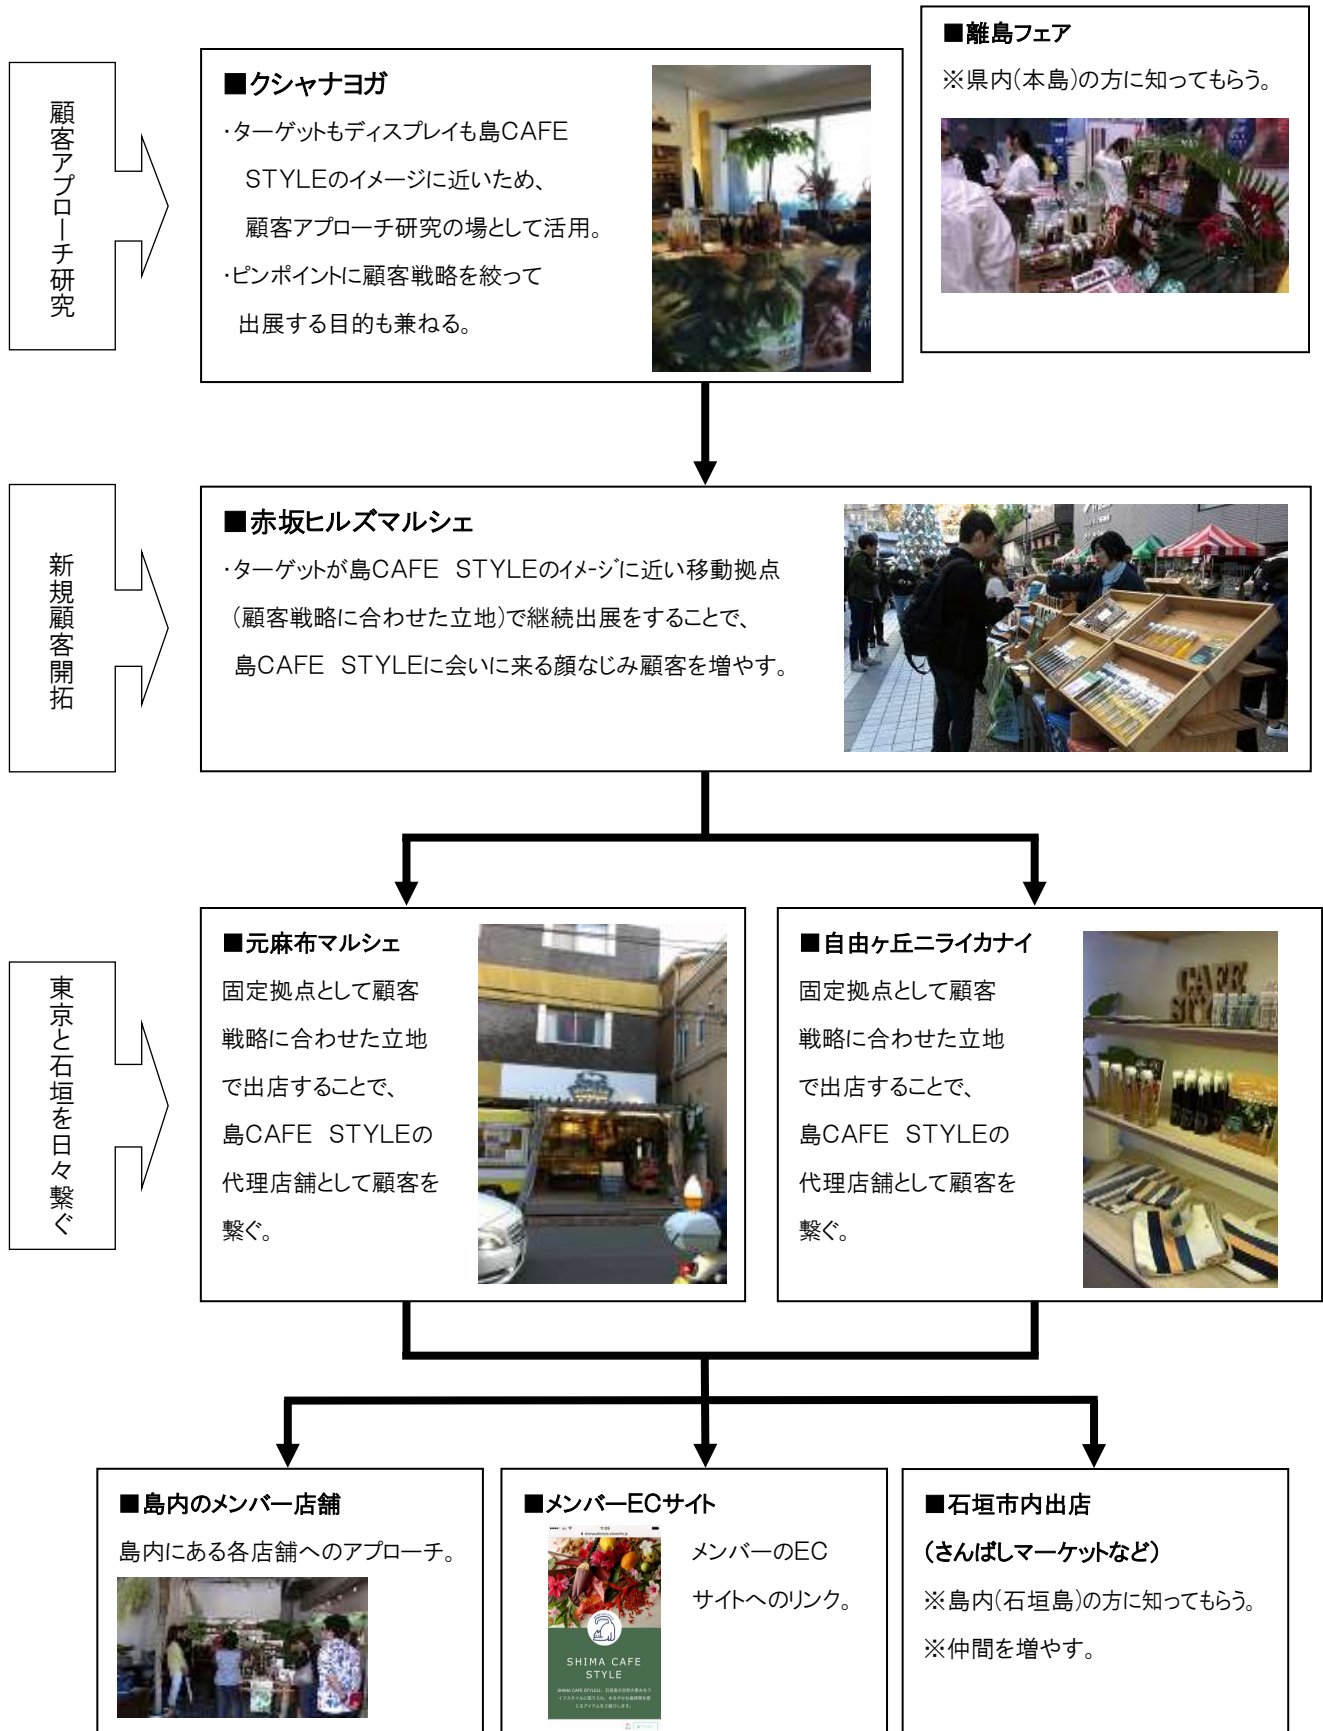 顧客アプローチ研究
■クシャナヨガ
・ターゲットもディスプレイも島CAFE
STYLEのイメージに近いため、
顧客アプローチ研究の場として活用。
・ピンポイントに顧客戦略を絞って
出展する目的も兼ねる。
■離島フェア
※県内(本島)の方に知ってもらう。
新規顧客開拓
■赤坂ヒルズマルシェ
・ターゲットが島CAFE　STYLEのイメージに近い移動拠点
(顧客戦略に合わせた立地)で継続出展をすることで、
島CAFE　STYLEに会いに来る顔なじみ顧客を増やす。
東京と石垣を日々繋ぐ
■元麻布マルシェ
固定拠点として顧客
戦略に合わせた立地
で出店することで、
島CAFE　STYLEの
代理店舗として顧客を
繋ぐ。
■自由ヶ丘ニライカナイ
固定拠点として顧客
戦略に合わせた立地
で出店することで、
島CAFE　STYLEの
代理店舗として顧客を
繋ぐ。
CAFE
STYLE
■島内のメンバー店舗
島内にある各店舗へのアプローチ。
■メンバーECサイト
メンバーのEC
サイトへのリンク。
SHIMA CAFE
STYLE
■石垣市内出店
(さんばしマーケットなど)
※島内(石垣島)の方に知ってもらう。
※仲間を増やす。